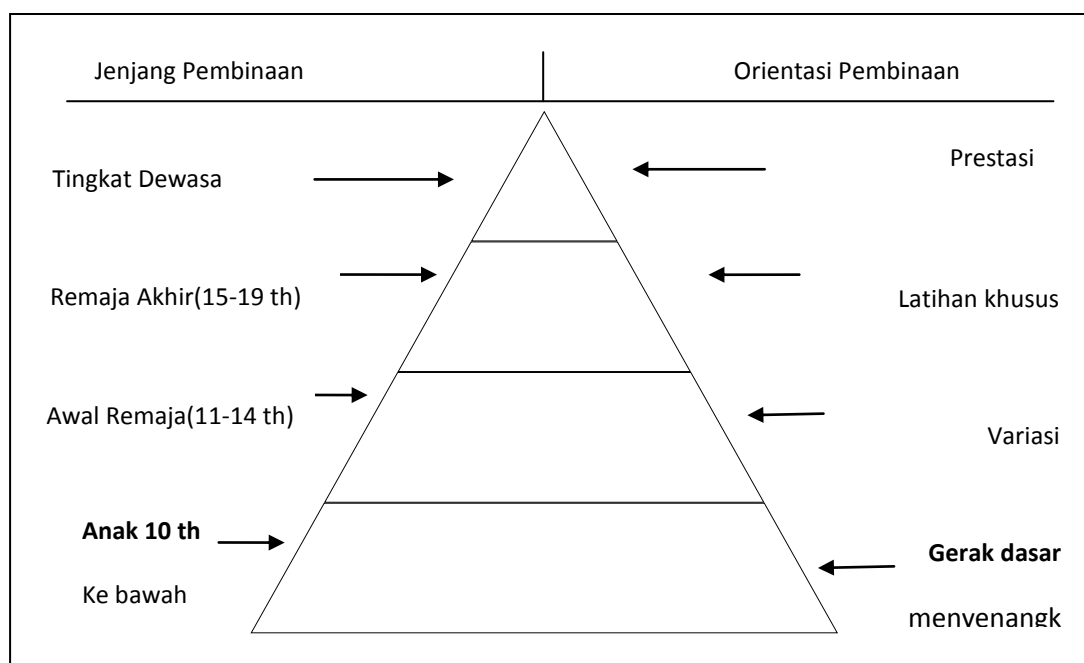 Jenjang Pembinaan
Orientasi Pembinaan
Tingkat Dewasa
Prestasi
Remaja Akhir(15-19 th)
Latihan khusus
Awal Remaja(11-14 th)
Variasi
Anak 10 th
Ke bawah
Gerak dasar
menyenangk